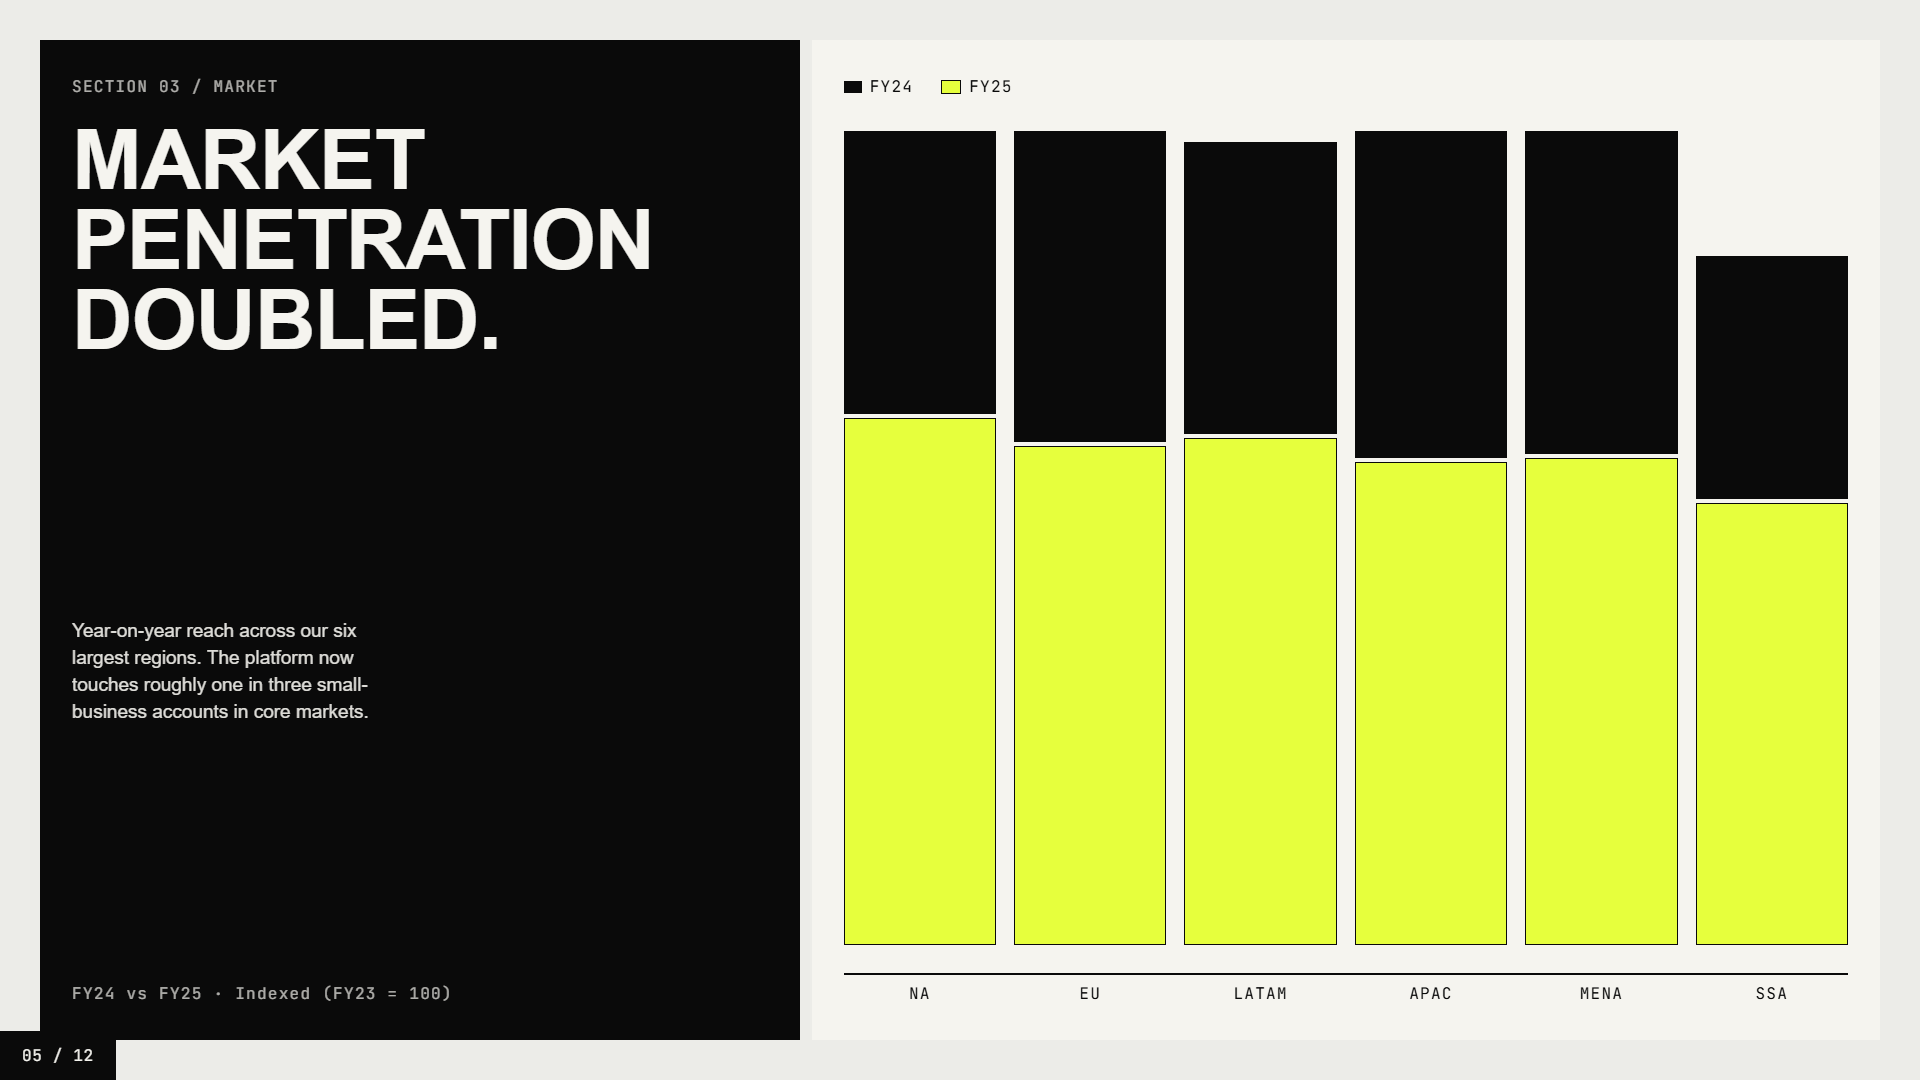 SECTION 03 / MARKET
MARKET
PENETRATION
DOUBLED.
Year-on-year reach across our six
largest regions. The platform now
touches roughly one in three small-
business accounts in core markets.
FY24 vs FY25 · Indexed (FY23 = 100)
05 / 12
FY24 FY25
NA EU LATAM APAC MENA SSA